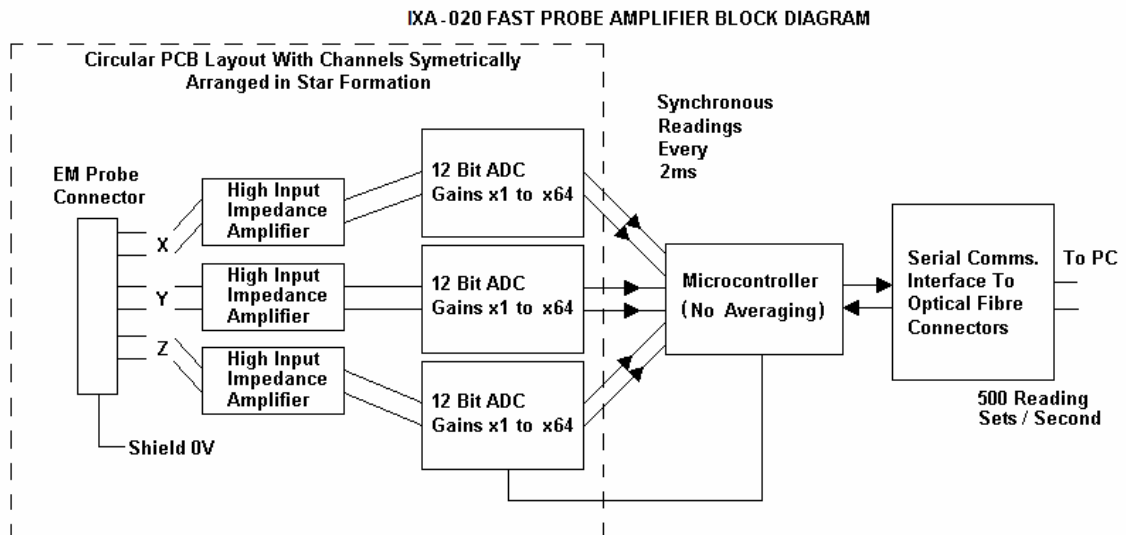 IXA-020 FAST PROBE AMPLIFIER BLOCK DIAGRAM
Circular PCB Layout With Channels Symetrically
Arranged in Star Formation
Synchronous
Readings
Every
2ms
EM Probe
Connector
X
Y
Z
Shield 0V
High Input
Impedance
Amplifier
High Input
Impedance
Amplifier
High Input
Impedance
Amplifier
12 Bit ADC
Gains x1 to x64
12 Bit ADC
Gains x1 to x64
12 Bit ADC
Gains x1 to x64
Microcontroller
(No Averaging)
Serial Comms.
Interface To
Optical Fibre
Connectors
To PC
500 Reading
Sets / Second